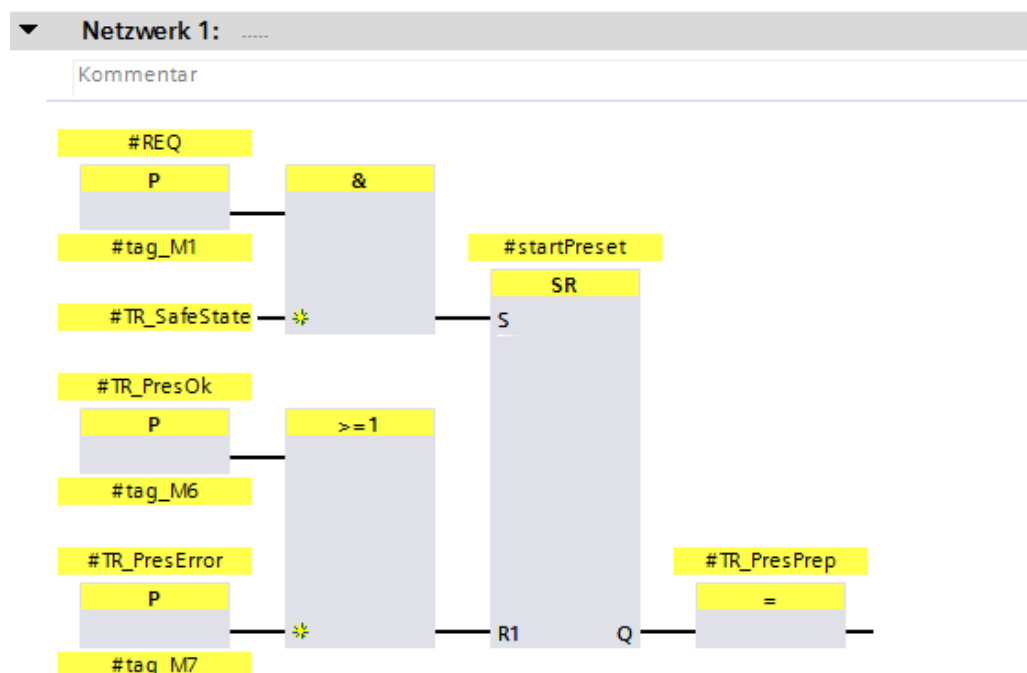 Netzwerk 1: .....
Kommentar
#REQ
P
&
#tag_M1
#startPreset
SR
#TR_SafeState
S
#TR_PresOk
P
>=1
#tag_M6
#TR_PresError
#TR_PresPrep
P
=
R1 Q
#tag_M7